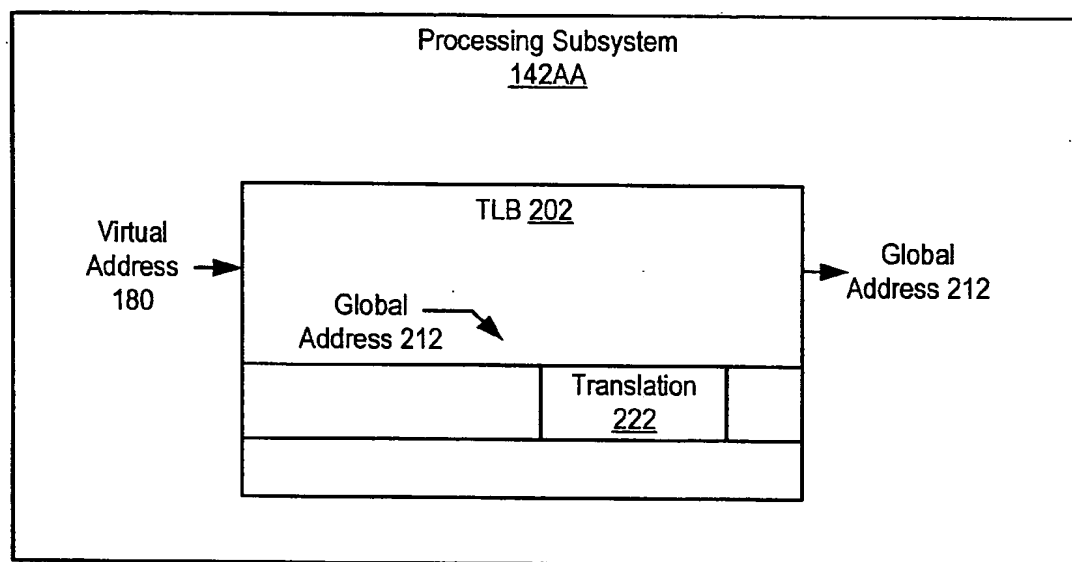 Processing Subsystem
142AA
TLB 202
Virtual
Address
180
Global
Address 212
Global
Address 212
Translation
222